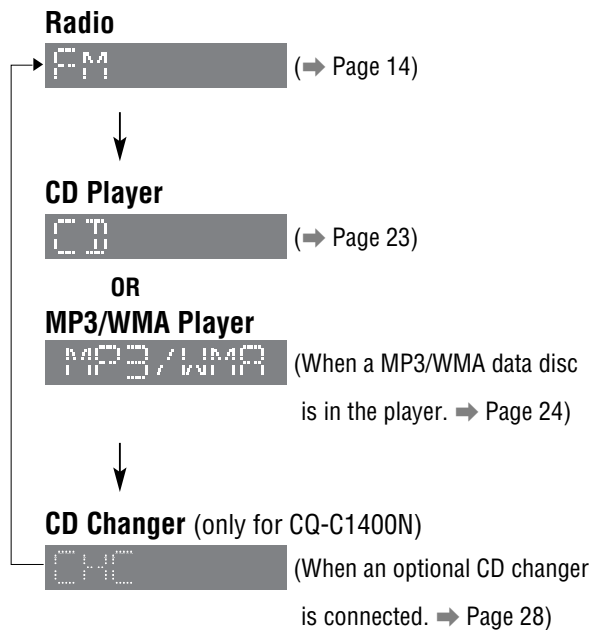 Radio
FM (➡ Page 14)
CD Player
CD (➡ Page 23)
OR
MP3/WMA Player
MP3/WMA (When a MP3/WMA data disc
is in the player. ➡ Page 24)
CD Changer (only for CQ-C1400N)
CHC (When an optional CD changer
is connected. ➡ Page 28)